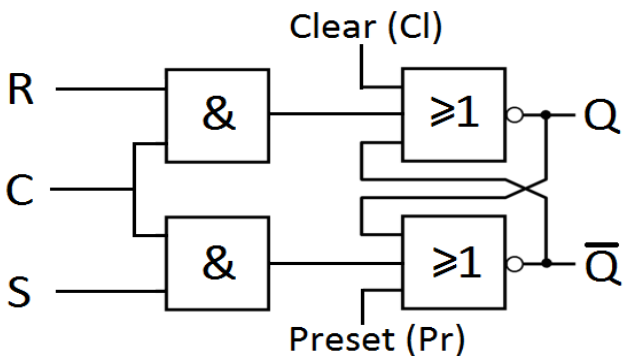 Clear (Cl)
R
&
≥1
Q
C
&
≥1
Q̅
S
Preset (Pr)